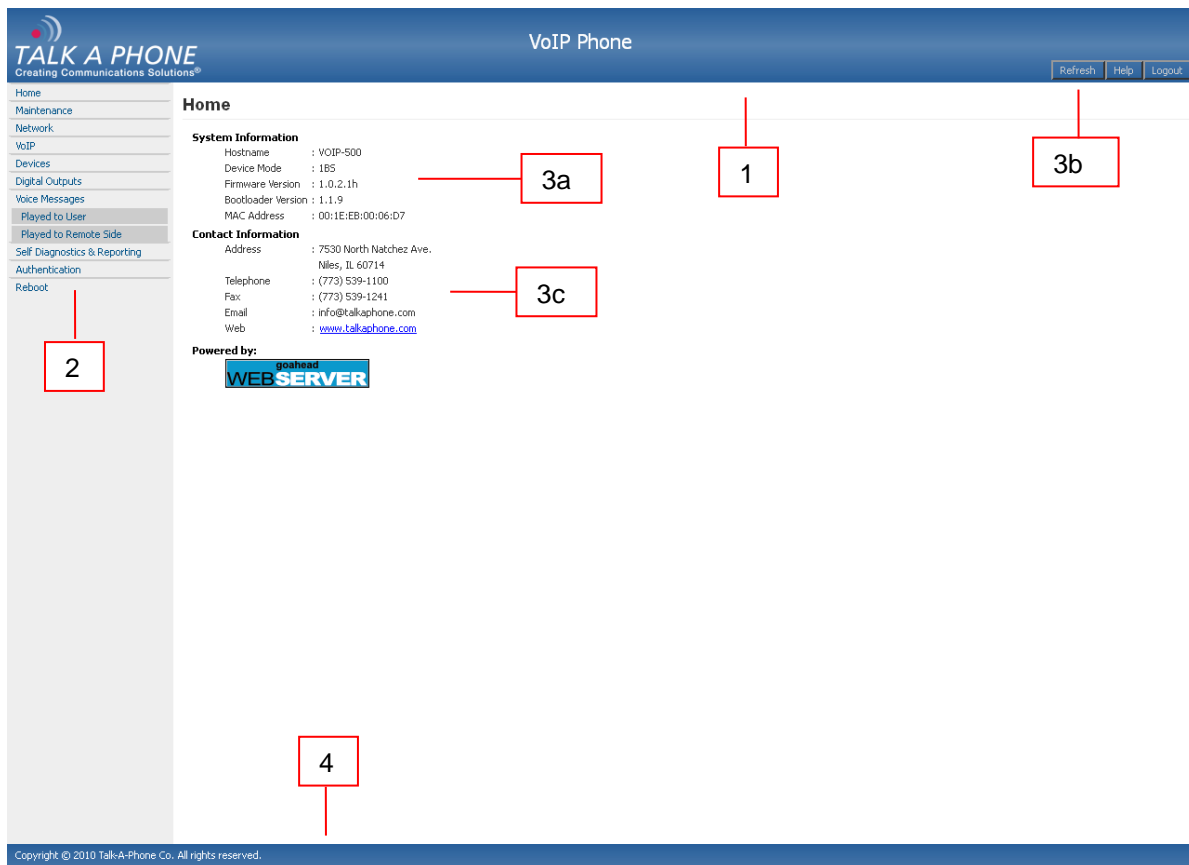 TALK A PHONE
Creating Communications Solutions®
VoIP Phone
Refresh Help Logout
Home
Maintenance
Network
VoIP
Devices
Digital Outputs
Voice Messages
Played to User
Played to Remote Side
Self Diagnostics & Reporting
Authentication
Reboot
2
Home
System Information
Hostname : VOIP-500
Device Mode : 1B5
Firmware Version : 1.0.2.1h
Bootloader Version : 1.1.9
MAC Address : 00:1E:EB:00:06:D7
3a
1
3b
Contact Information
Address : 7530 North Natchez Ave.
Niles, IL 60714
Telephone : (773) 539-1100
Fax : (773) 539-1241
Email : info@talkaphone.com
Web : www.talkaphone.com
3c
Powered by:
goahead
WEBSERVER
4
Copyright © 2010 Talk-A-Phone Co. All rights reserved.